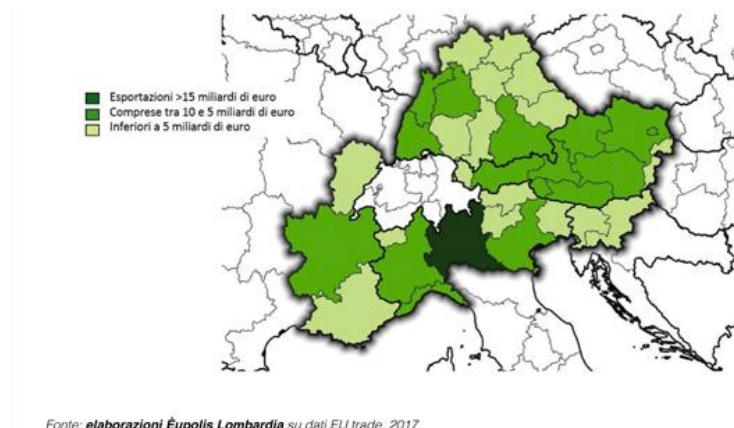 Esportazioni >15 miliardi di euro
Comprese tra 10 e 5 miliardi di euro
Inferiori a 5 miliardi di euro
Fonte: elaborazioni Èupolis Lombardia su dati EU trade, 2017